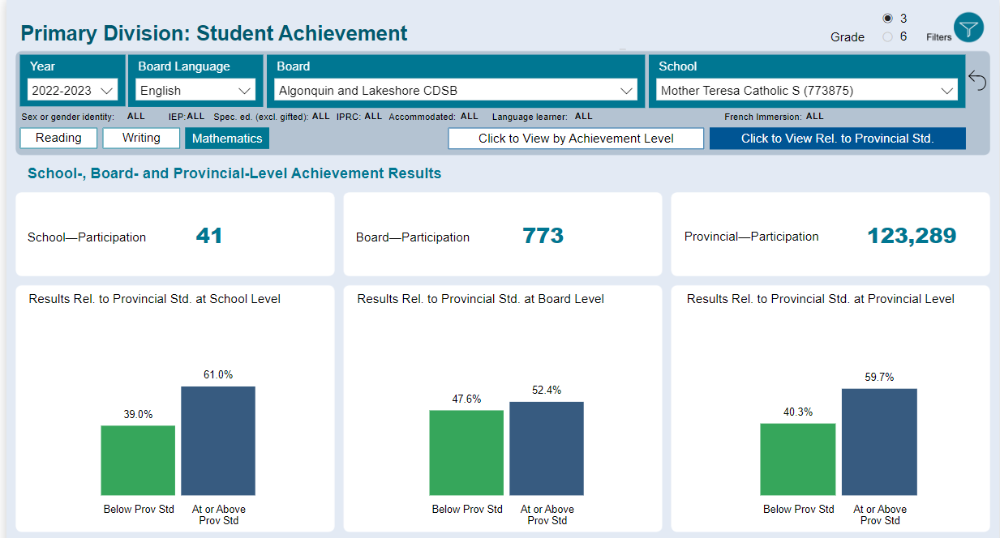 Primary Division: Student Achievement
Grade
3
6
Filters
Year
Board Language
Board
School
2022-2023
English
Algonquin and Lakeshore CDSB
Mother Teresa Catholic S (773875)
Sex or gender identity: ALL IEP:ALL Spec. ed. (excl. gifted): ALL IPRC: ALL Accommodated: ALL Language learner: ALL French Immersion: ALL
Reading
Writing
Mathematics
Click to View by Achievement Level
Click to View Rel. to Provincial Std.
School-, Board- and Provincial-Level Achievement Results
School—Participation 41
Board—Participation 773
Provincial—Participation 123,289
Results Rel. to Provincial Std. at School Level
39.0%
61.0%
Below Prov Std
At or Above
Prov Std
Results Rel. to Provincial Std. at Board Level
47.6%
52.4%
Below Prov Std
At or Above
Prov Std
Results Rel. to Provincial Std. at Provincial Level
40.3%
59.7%
Below Prov Std
At or Above
Prov Std